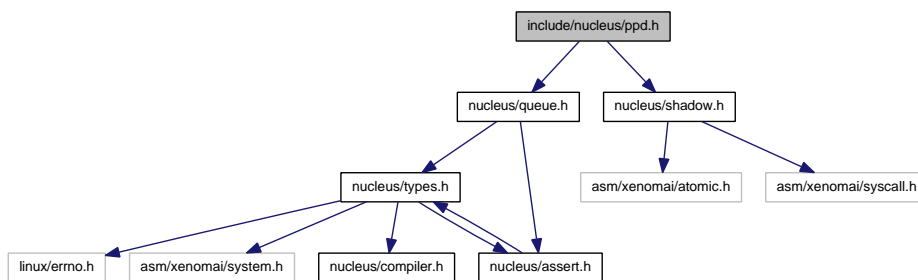 include/nucleus/ppd.h
nucleus/queue.h
nucleus/shadow.h
nucleus/types.h
asm/xenomai/atomic.h
asm/xenomai/syscall.h
linux/errno.h
asm/xenomai/system.h
nucleus/compiler.h
nucleus/assert.h